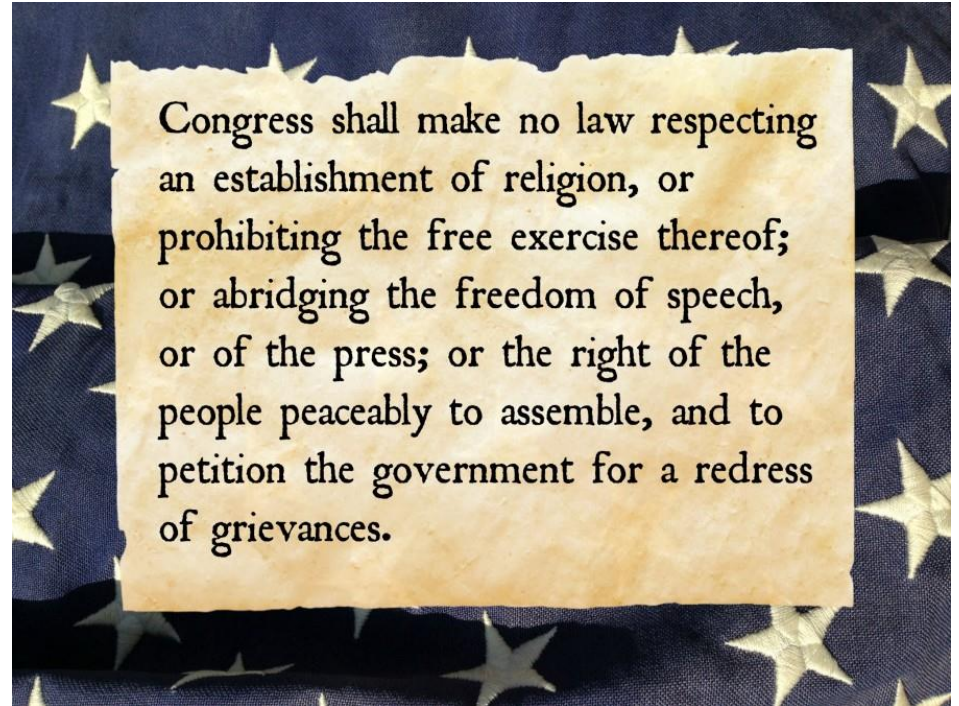 Congress shall make no law respecting
an establishment of religion, or
prohibiting the free exercise thereof;
or abridging the freedom of speech,
or of the press; or the right of the
people peaceably to assemble, and to
petition the government for a redress
of grievances.